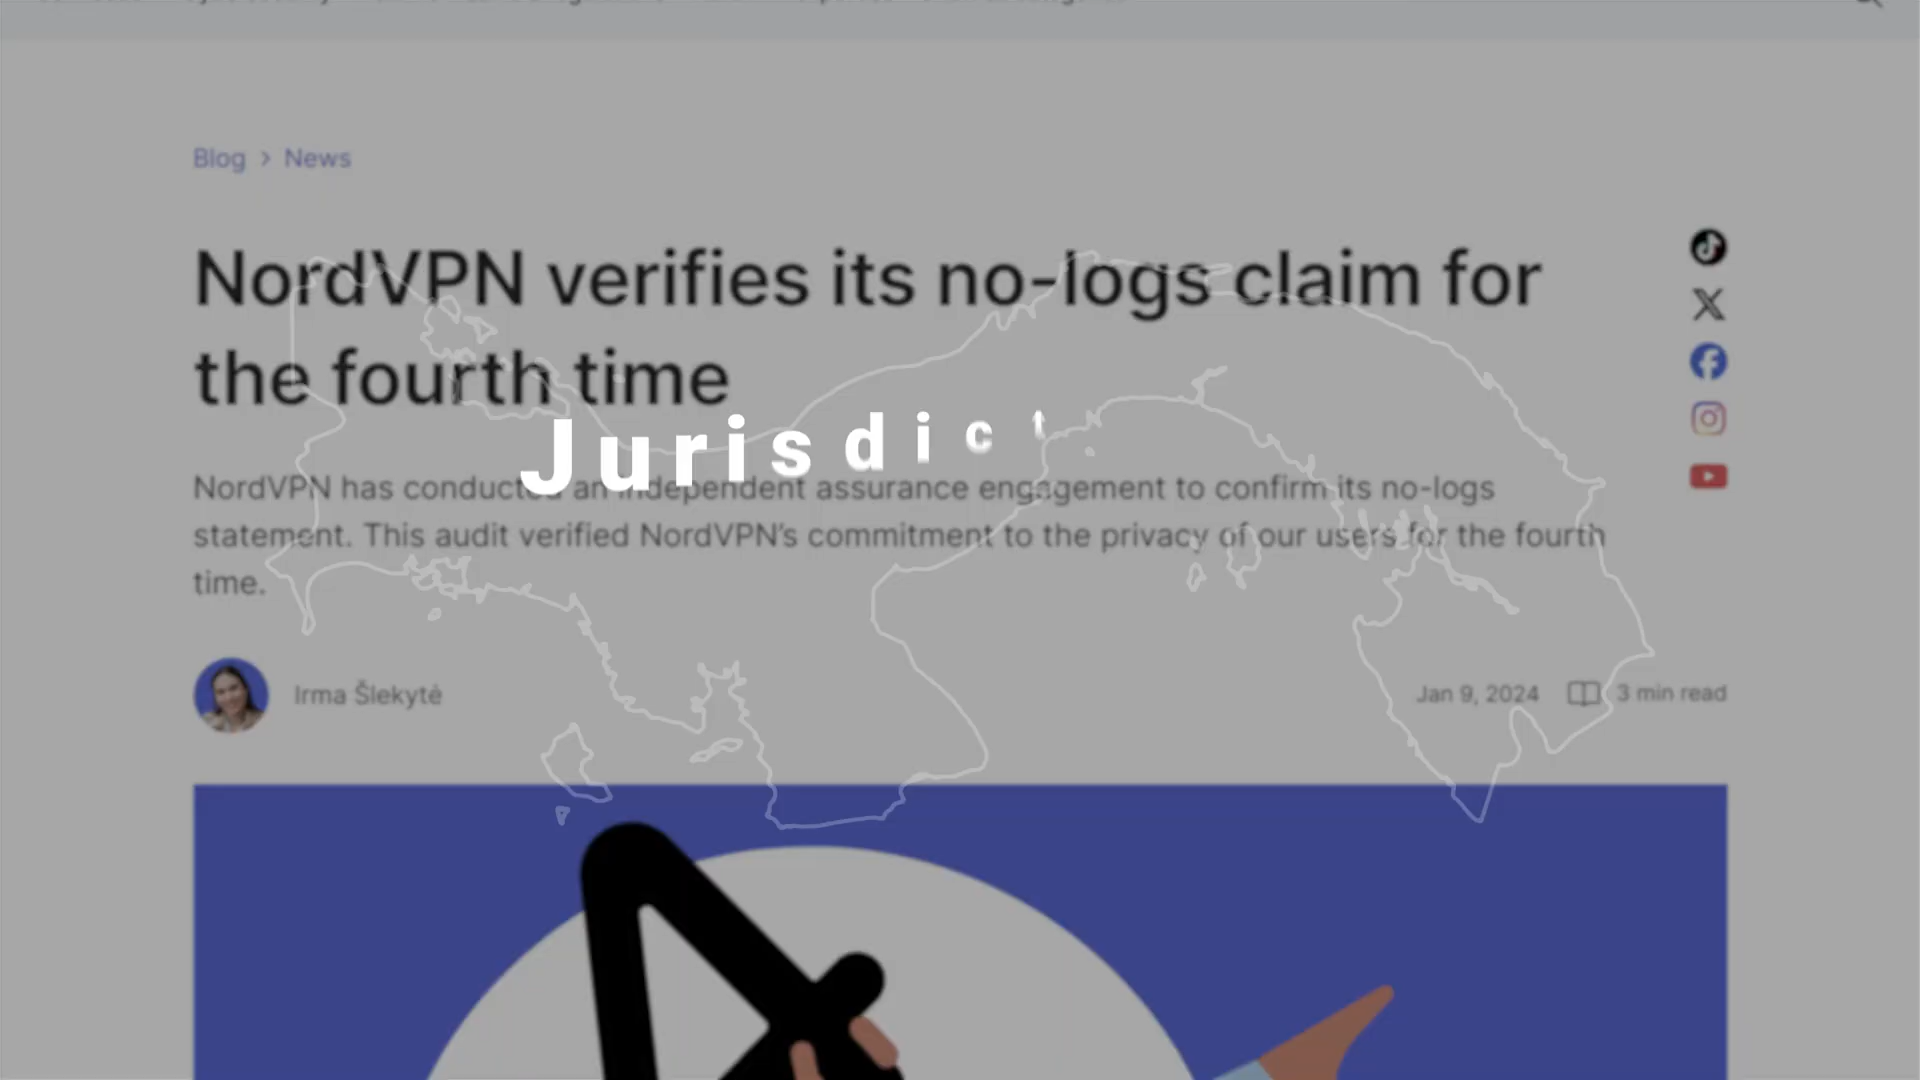 Blog > News
NordVPN verifies its no-logs claim for
the fourth time
Jurisdict
NordVPN has conducted an independent assurance engagement to confirm its no-logs
statement. This audit verified NordVPN's commitment to the privacy of our users for the fourth
time.
Irma Šlekytė
Jan 9, 2024 3 min read